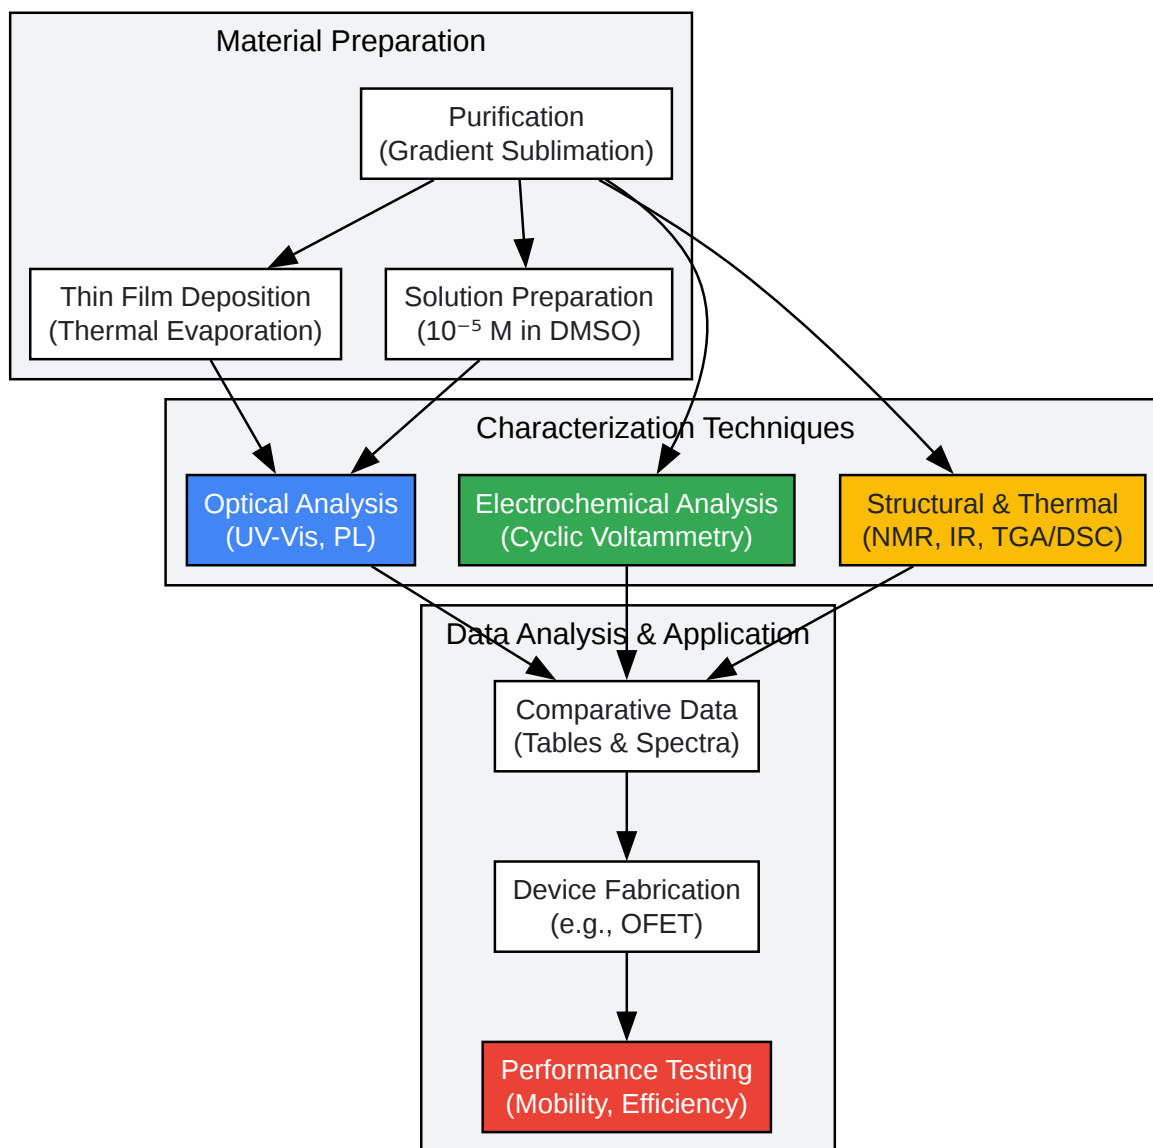 Material Preparation
Purification
(Gradient Sublimation)
Thin Film Deposition
(Thermal Evaporation)
Solution Preparation
(10⁻⁵ M in DMSO)
Characterization Techniques
Optical Analysis
(UV-Vis, PL)
Electrochemical Analysis
(Cyclic Voltammetry)
Structural & Thermal
(NMR, IR, TGA/DSC)
Data Analysis & Application
Comparative Data
(Tables & Spectra)
Device Fabrication
(e.g., OFET)
Performance Testing
(Mobility, Efficiency)